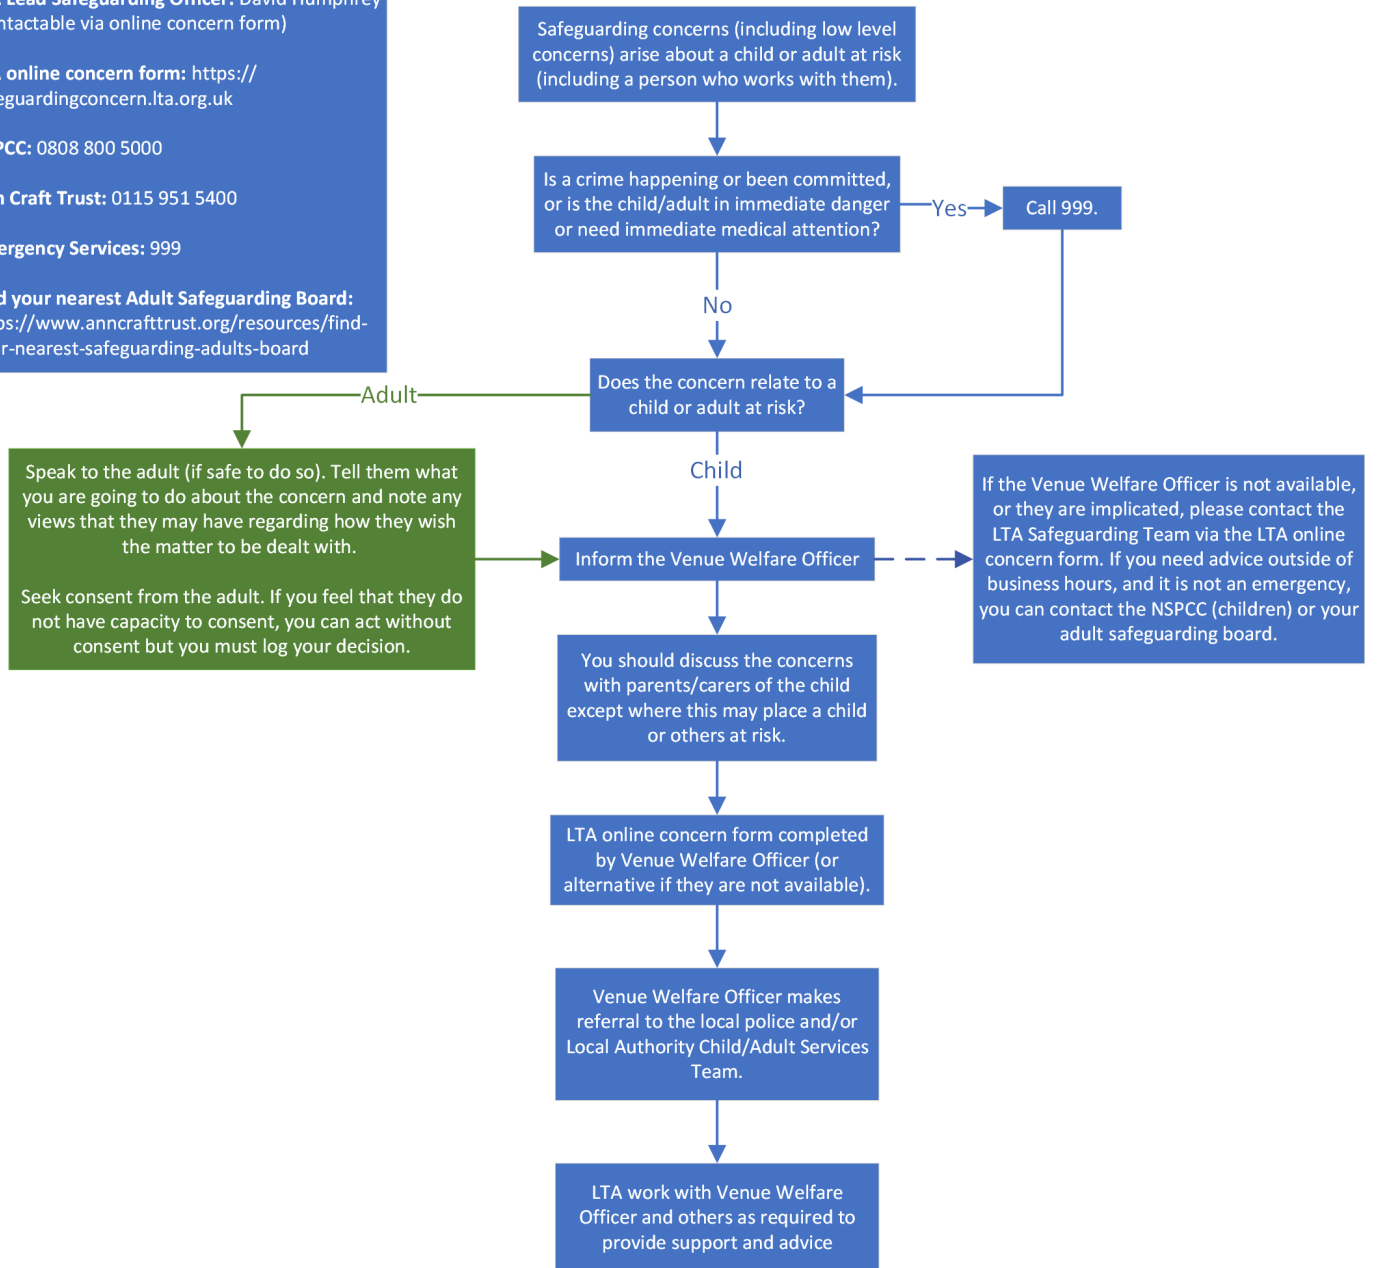 Lead Safeguarding Officer: David Humphrey
via online concern form)
online concern form: https://
0808 800 5000
Craft Trust: 0115 951 5400
Services: 999
your nearest Adult Safeguarding Board:
www.anncrafttrust.org/resources/find-
nearest-safeguarding-adults-board
Safeguarding concerns (including low level
concerns) arise about a child or adult at risk
(including a person who works with them).
Is a crime happening or been committed,
or is the child/adult in immediate danger
or need immediate medical attention?
Yes
Call 999.
No
Does the concern relate to a
child or adult at risk?
Adult
Child
Speak to the adult (if safe to do so). Tell them what
you are going to do about the concern and note any
views that they may have regarding how they wish
the matter to be dealt with.
Seek consent from the adult. If you feel that they do
not have capacity to consent, you can act without
consent but you must log your decision.
Inform the Venue Welfare Officer
If the Venue Welfare Officer is not available,
or they are implicated, please contact the
LTA Safeguarding Team via the LTA online
concern form. If you need advice outside of
business hours, and it is not an emergency,
you can contact the NSPCC (children) or your
adult safeguarding board.
You should discuss the concerns
with parents/carers of the child
except where this may place a child
or others at risk.
LTA online concern form completed
by Venue Welfare Officer (or
alternative if they are not available).
Venue Welfare Officer makes
referral to the local police and/or
Local Authority Child/Adult Services
Team.
LTA work with Venue Welfare
Officer and others as required to
provide support and advice